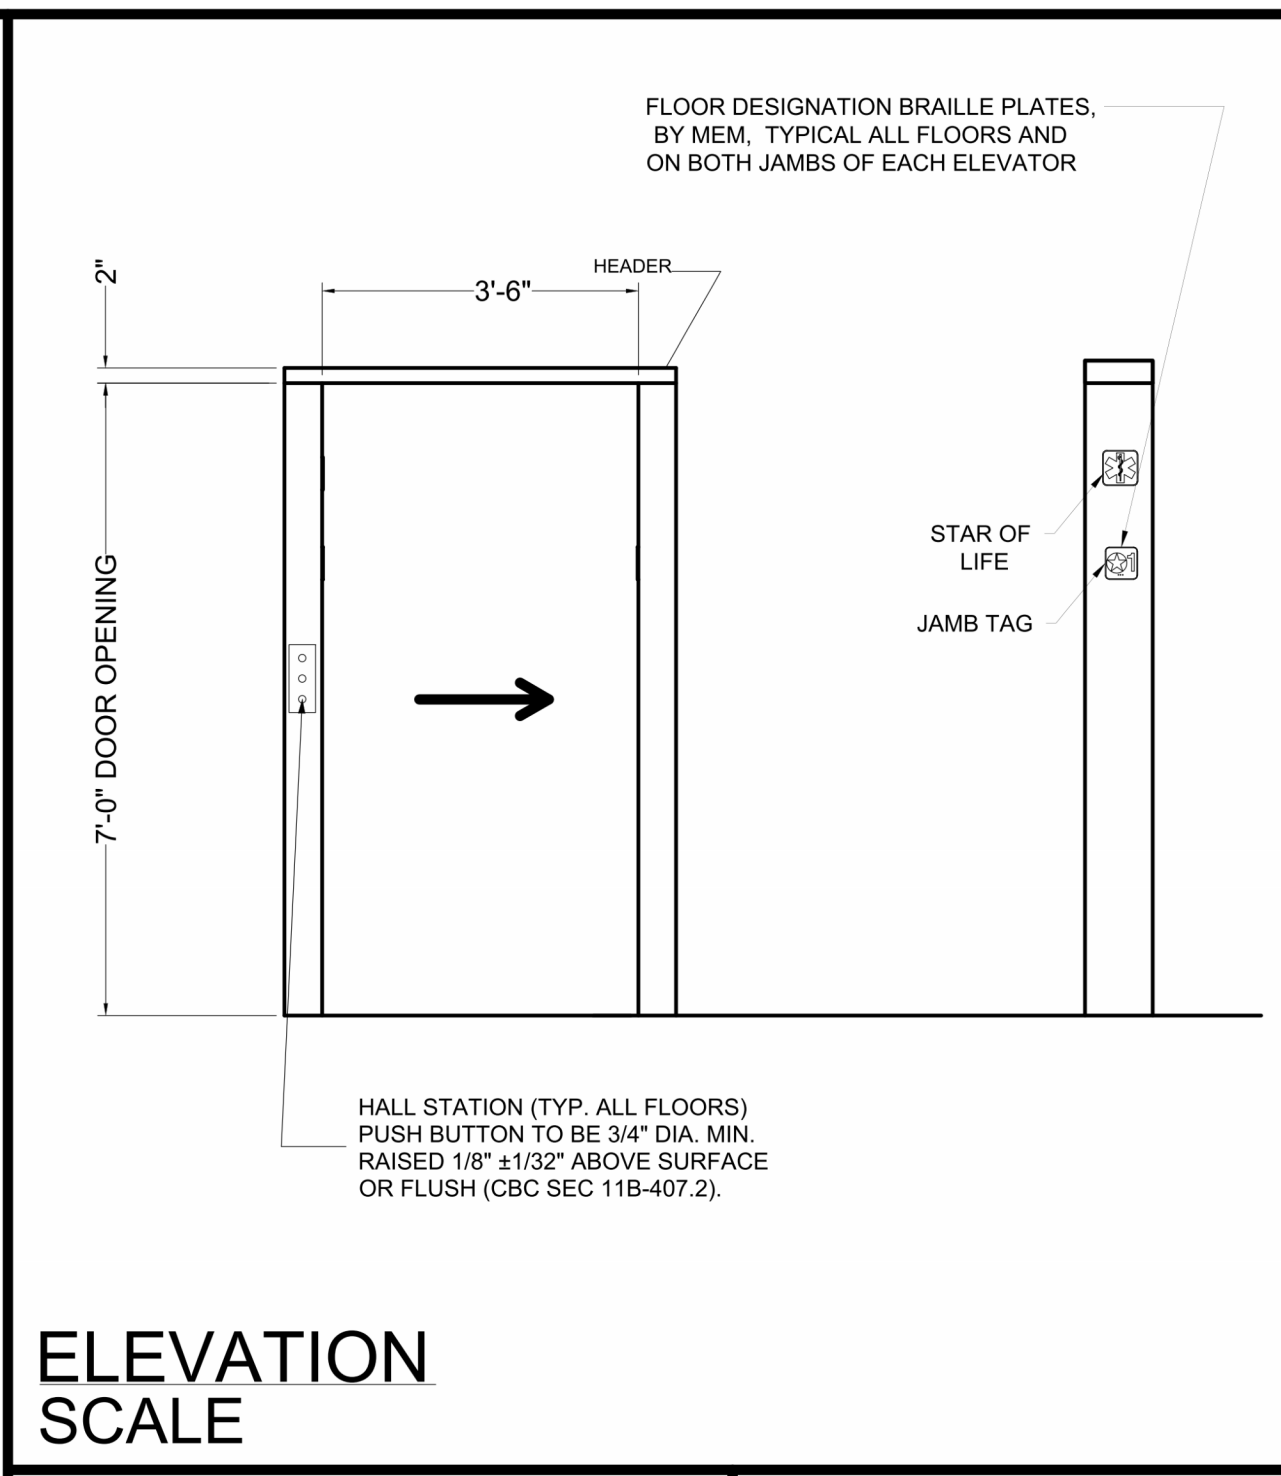 FLOOR DESIGNATION BRAILLE PLATES,
BY MEM, TYPICAL ALL FLOORS AND
ON BOTH JAMBS OF EACH ELEVATOR
2"
HEADER
3'-6"
7'-0" DOOR OPENING
STAR OF
LIFE
1
JAMB TAG
HALL STATION (TYP. ALL FLOORS)
PUSH BUTTON TO BE 3/4" DIA. MIN.
RAISED 1/8" ±1/32" ABOVE SURFACE
OR FLUSH (CBC SEC 11B-407.2).
ELEVATION
SCALE